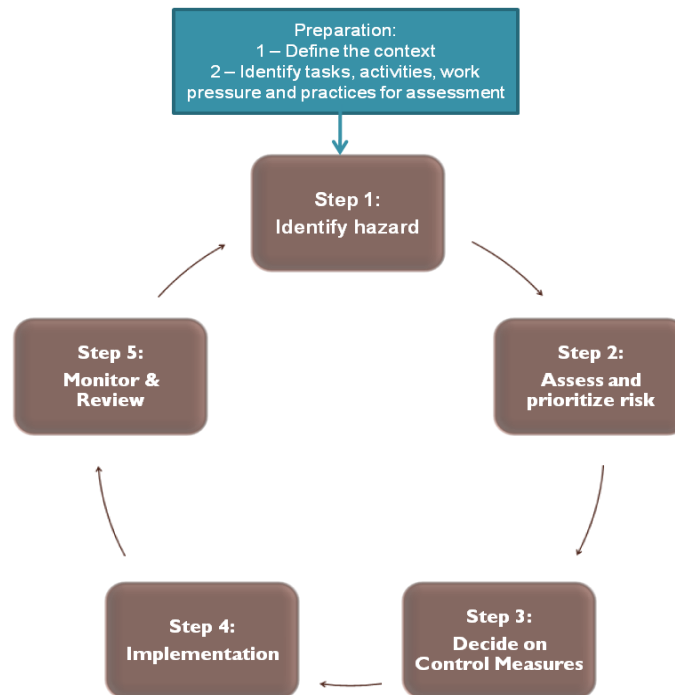 Preparation:
1 – Define the context
2 – Identify tasks, activities, work
pressure and practices for assessment
Step 1:
Identify hazard
Step 2:
Assess and
prioritize risk
Step 3:
Decide on
Control Measures
Step 4:
Implementation
Step 5:
Monitor &
Review